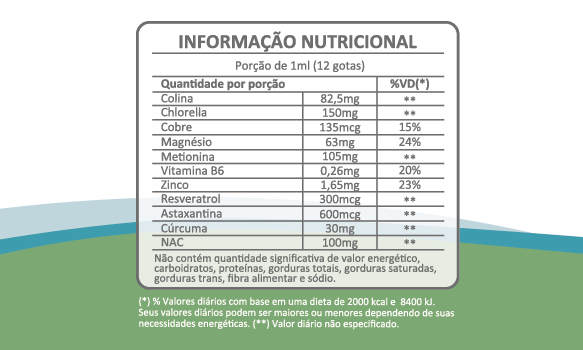 INFORMAÇÃO NUTRICIONAL
Porção de 1ml (12 gotas)
Quantidade por porção %VD(*)
Colina 82,5mg **
Chlorella 150mg **
Cobre 135mcg 15%
Magnésio 63mg 24%
Metionina 105mg **
Vitamina B6 0,26mg 20%
Zinco 1,65mg 23%
Resveratrol 300mcg **
Astaxantina 600mcg **
Cúrcuma 30mg **
NAC 100mg **
Não contém quantidade significativa de valor energético,
carboidratos, proteínas, gorduras totais, gorduras saturadas,
gorduras trans, fibra alimentar e sódio.
(*) % Valores diários com base em uma dieta de 2000 kcal e 8400 kJ.
Seus valores diários podem ser maiores ou menores dependendo de suas
necessidades energéticas. (**) Valor diário não especificado.